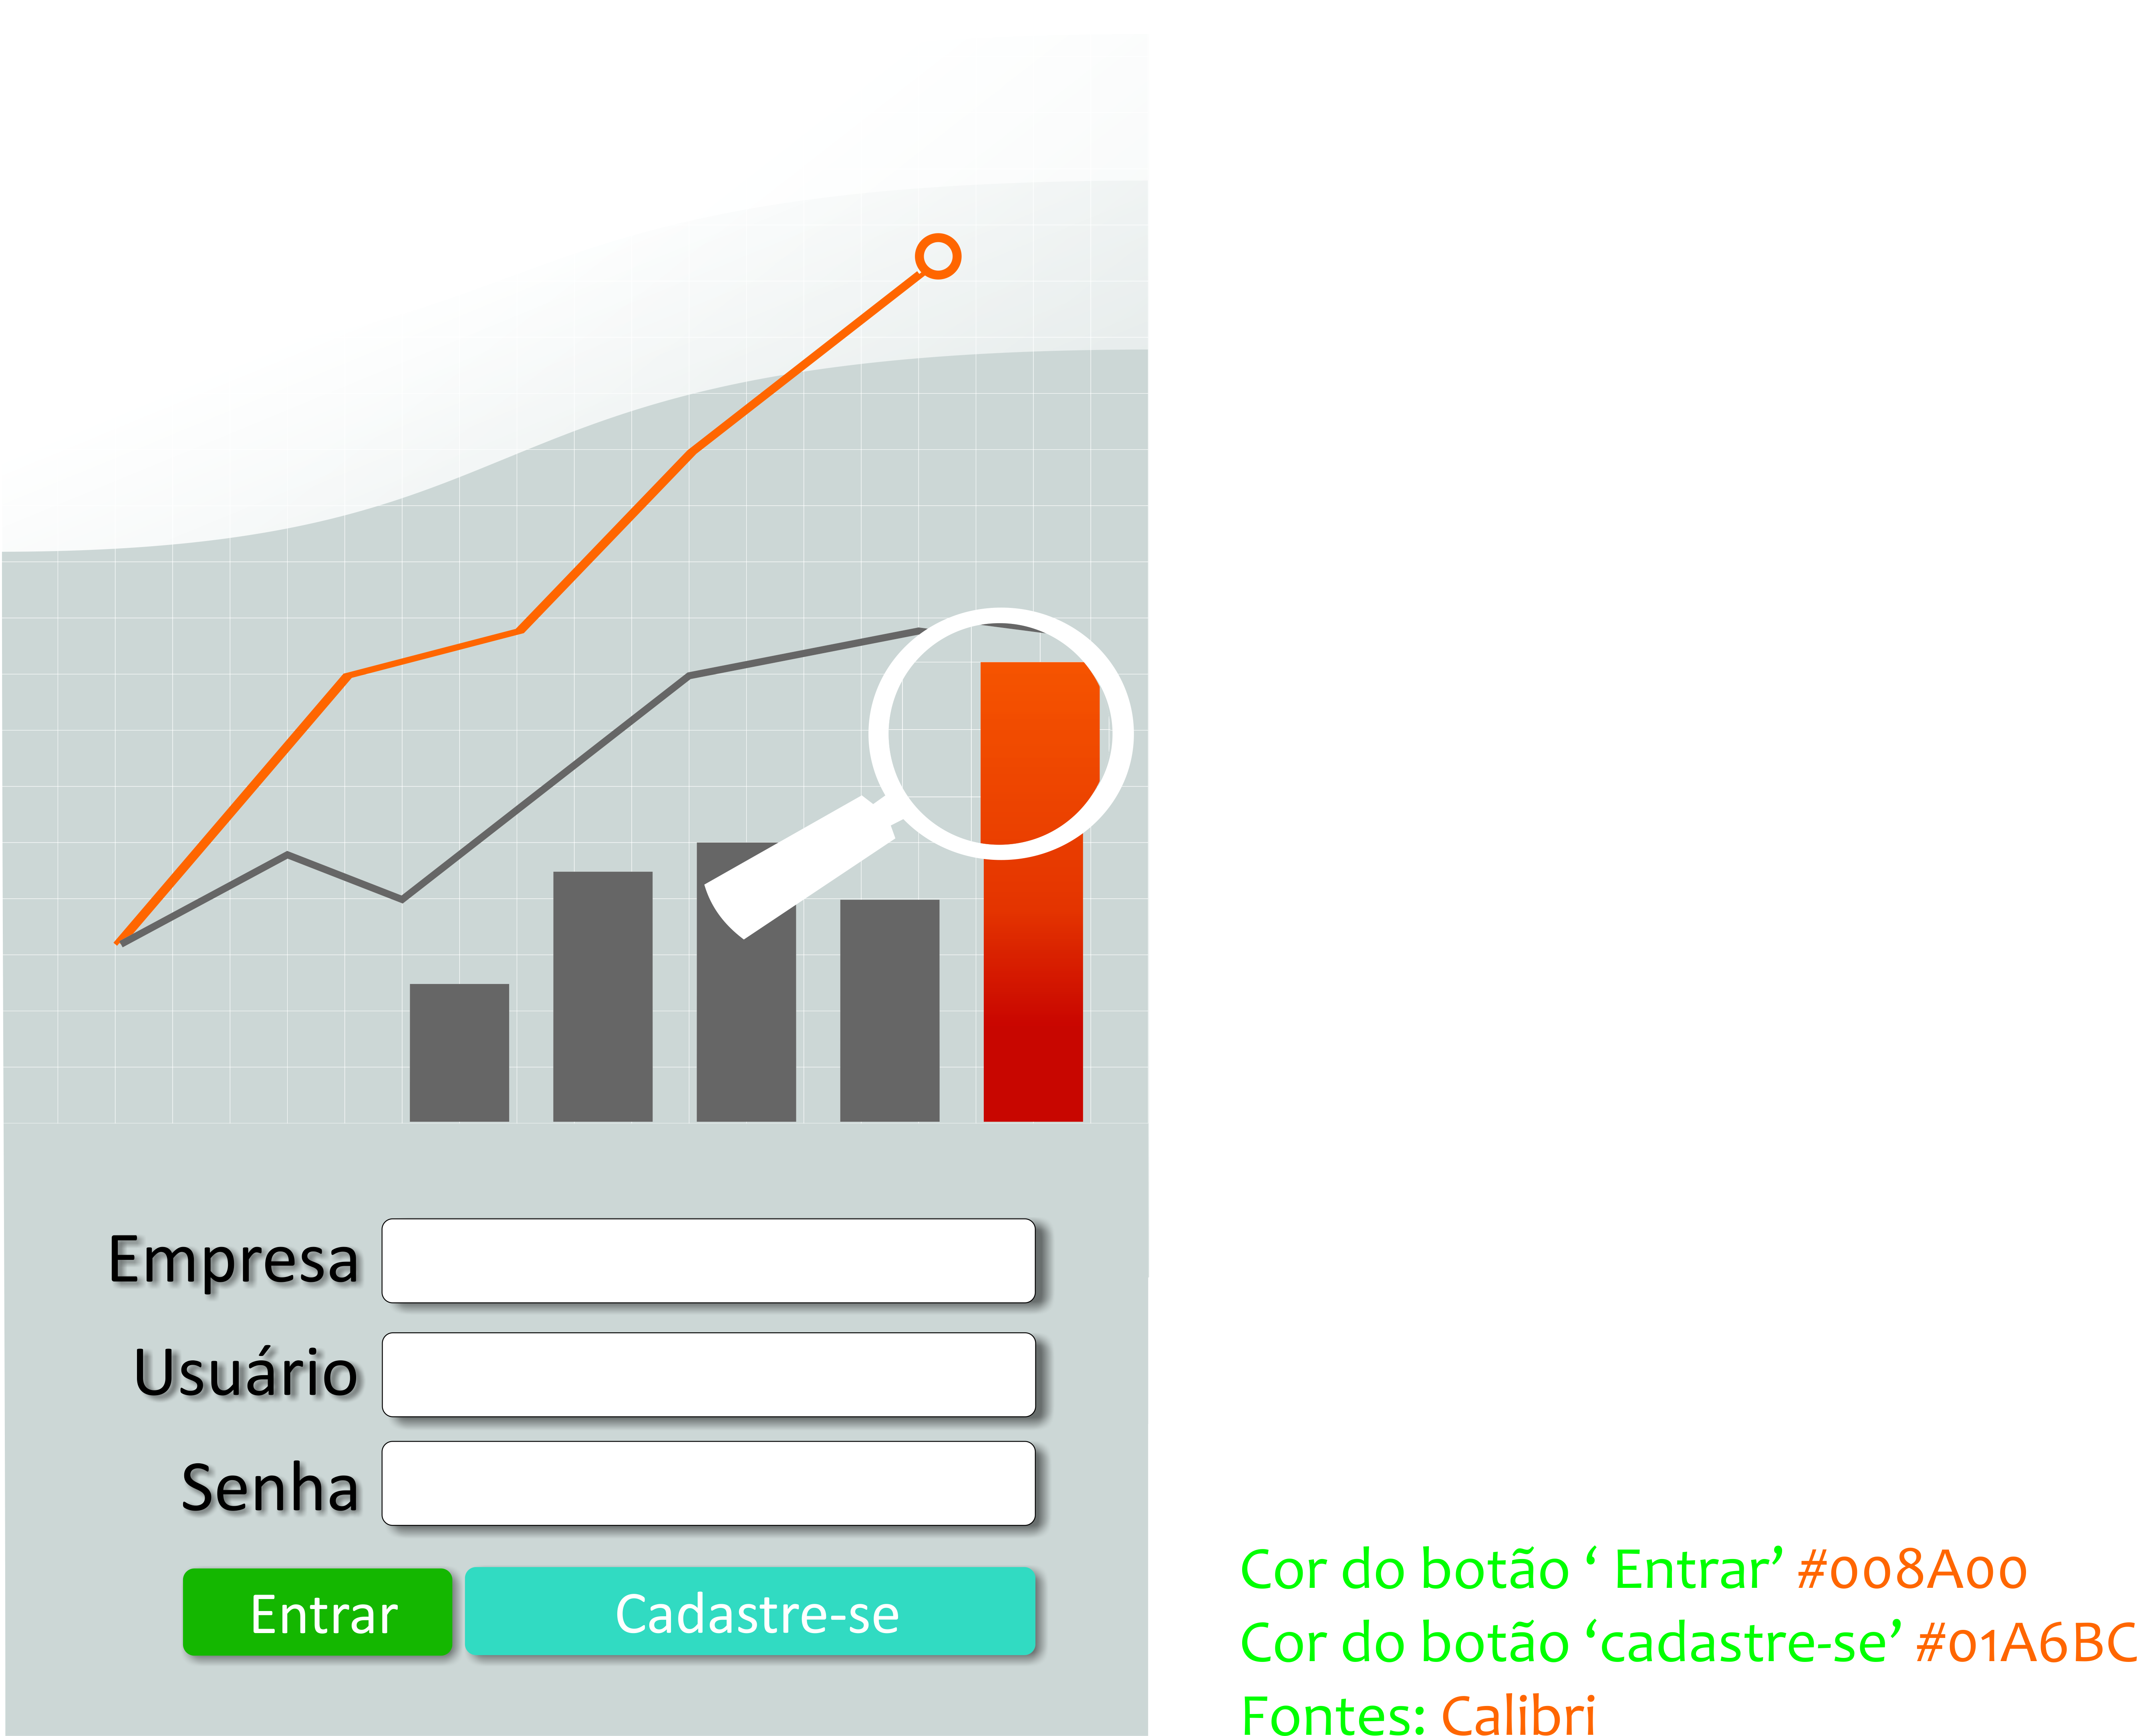 Empresa
Usuário
Senha
Entrar
Cadastre-se
Cor do botão ‘ Entrar’ #008A00
Cor do botão ‘cadastre-se’ #01A6BC
Fontes: Calibri